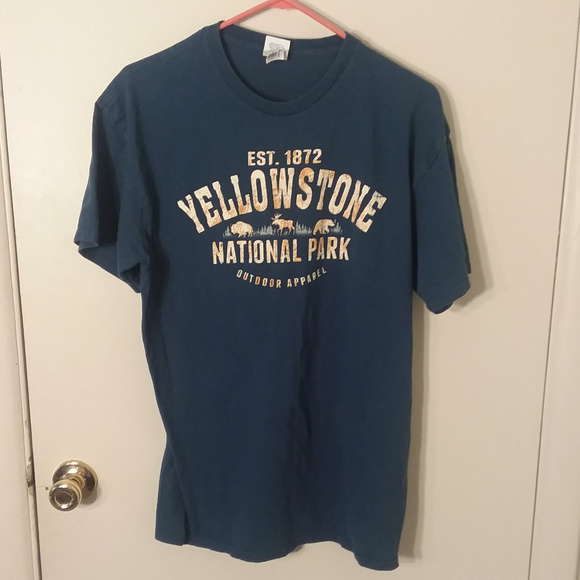 EST. 1872
YELLOWSTONE
NATIONAL PARK
OUTDOOR APPAREL